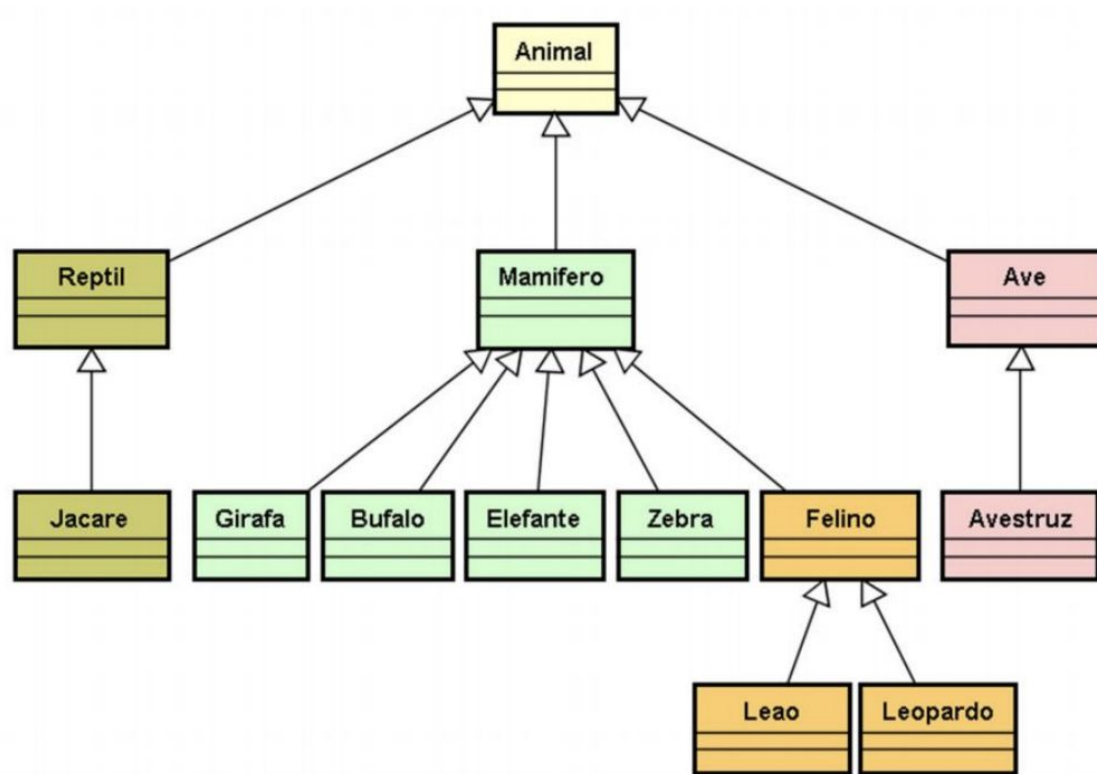 Animal
Reptil
Mamifero
Ave
Jacare
Girafa
Bufalo
Elefante
Zebra
Felino
Avestruz
Leao
Leopardo